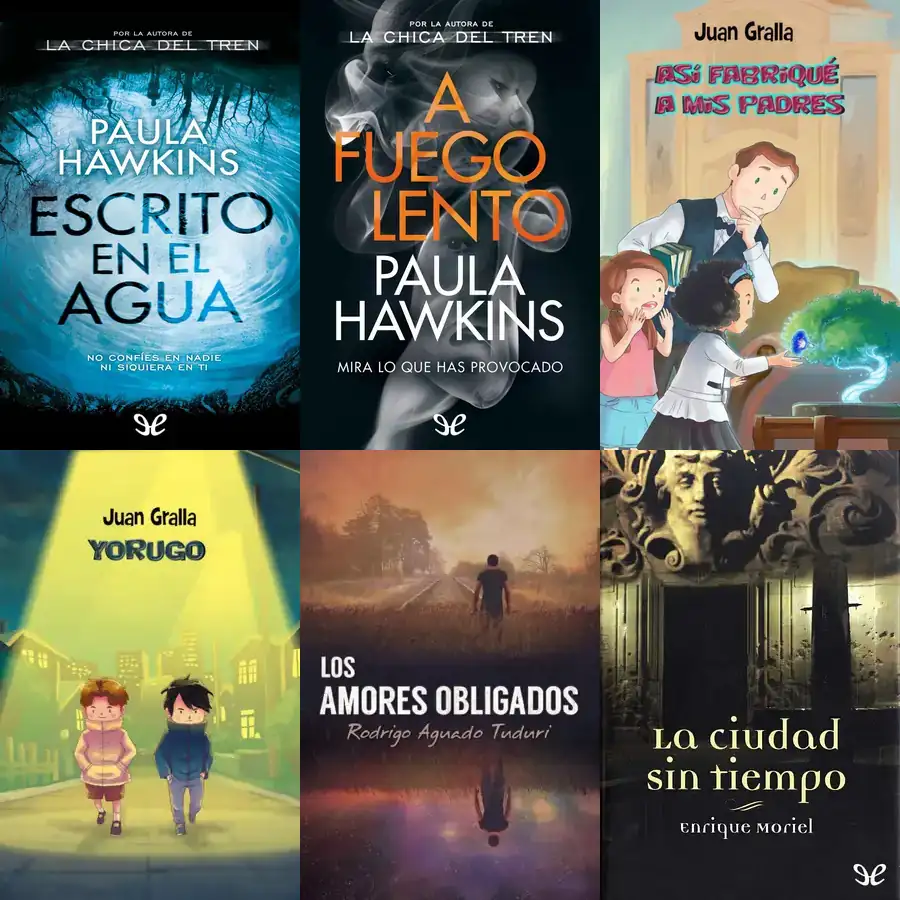 POR LA AUTORA DE
LA CHICA DEL TREN
PAULA
HAWKINS
ESCRITO
EN EL
AGUA
NO CONFÍES EN NADIE
NI SIQUIERA EN TI
POR LA AUTORA DE
LA CHICA DEL TREN
A
FUEGO
LENTO
PAULA
HAWKINS
MIRA LO QUE HAS PROVOCADO
Juan Gralla
ASÍ FABRIQUÉ
A MIS PADRES
Juan Gralla
YORUGO
LOS
AMORES OBLIGADOS
Rodrigo Aguado Tuduri
La ciudad
sin tiempo
Enrique Moriel